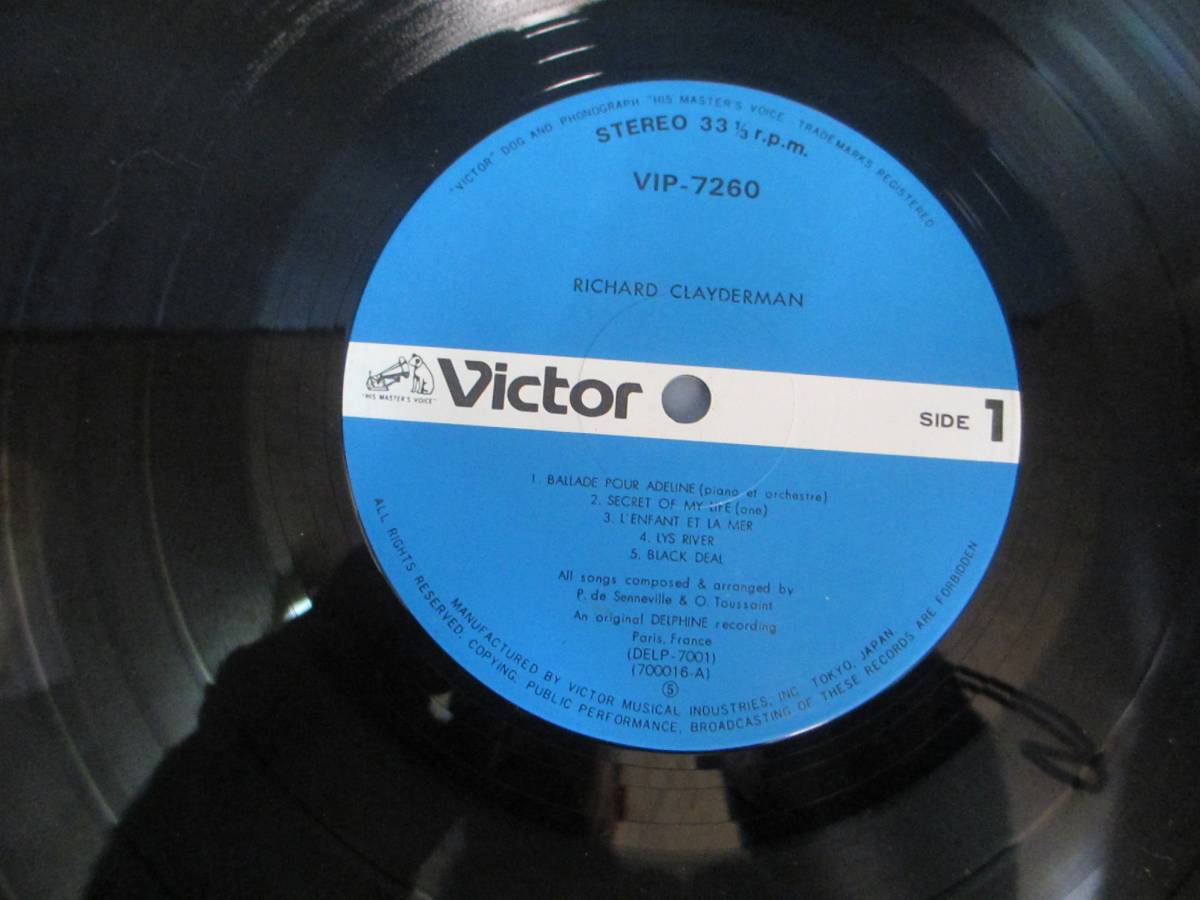 "VICTOR" DOG AND PHONOGRAPH "HIS MASTER'S VOICE" TRADEMARKS REGISTERED
STEREO 33 ⅓ r.p.m.
VIP-7260
RICHARD CLAYDERMAN
"HIS MASTER'S VOICE"
Victor
SIDE 1
1. BALLADE POUR ADELINE (piano et orchestre)
2. SECRET OF MY LIFE (one)
3. L'ENFANT ET LA MER
4. LYS RIVER
5. BLACK DEAL
All songs composed & arranged by
P. de Senneville & O. Toussaint
An original DELPHINE recording
Paris, France
(DELP-7001)
(700016-A)
⑤
MANUFACTURED BY VICTOR MUSICAL INDUSTRIES, INC. TOKYO, JAPAN
ALL RIGHTS RESERVED. COPYING, PUBLIC PERFORMANCE, BROADCASTING OF THESE RECORDS ARE FORBIDDEN